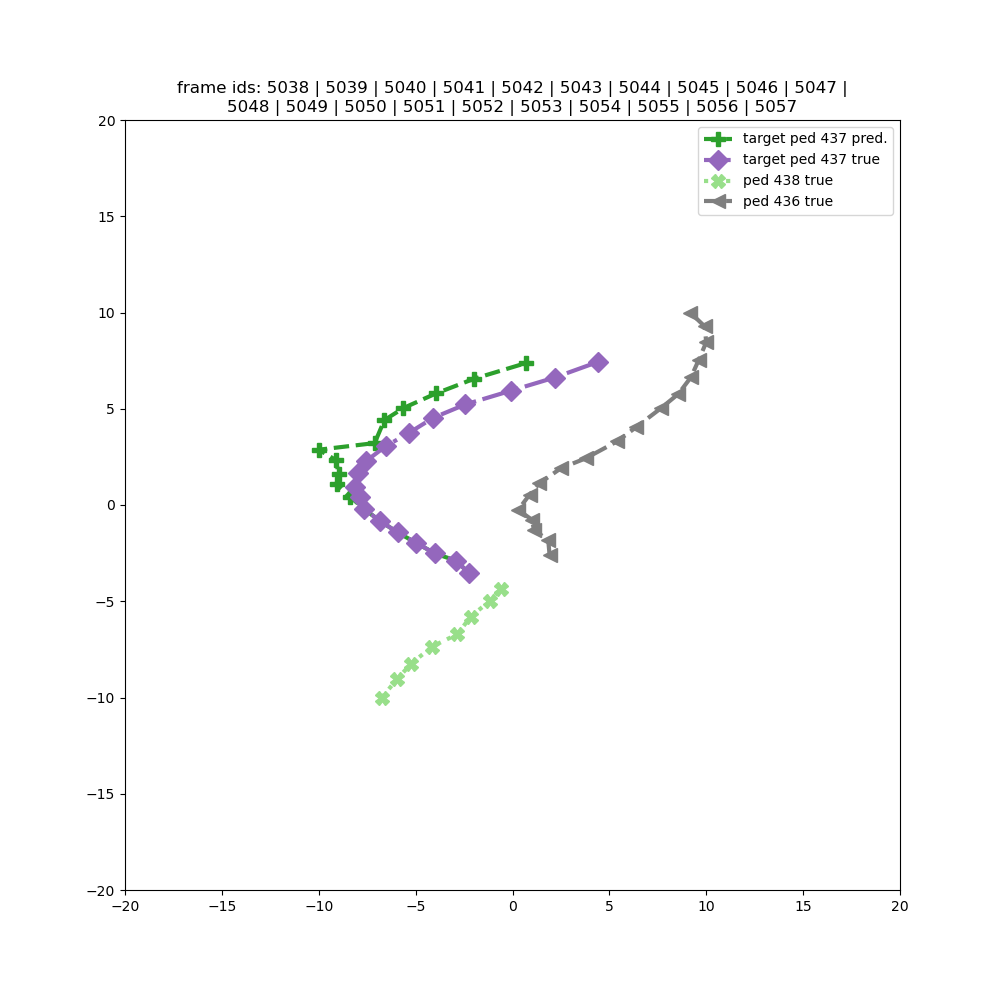 frame ids: 5038 | 5039 | 5040 | 5041 | 5042 | 5043 | 5044 | 5045 | 5046 | 5047 |
5048 | 5049 | 5050 | 5051 | 5052 | 5053 | 5054 | 5055 | 5056 | 5057
target ped 437 pred.
target ped 437 true
ped 438 true
ped 436 true
20
15
10
5
0
−5
−10
−15
−20
−20 −15 −10 −5 0 5 10 15 20